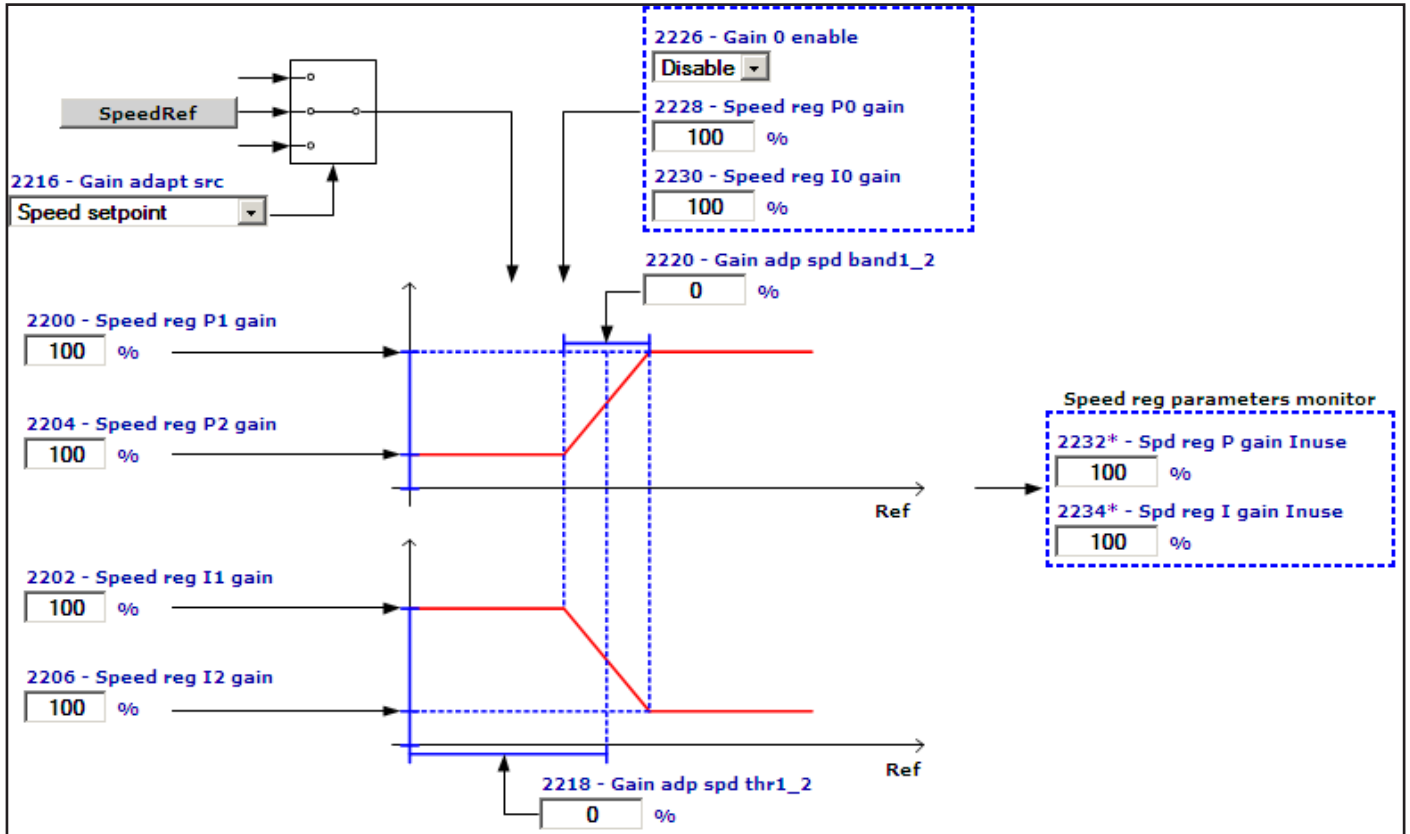 2226 - Gain 0 enable
Disable
2228 - Speed reg P0 gain
100 %
2230 - Speed reg I0 gain
100 %
SpeedRef
2216 - Gain adapt src
Speed setpoint
2220 - Gain adp spd band1_2
0 %
2200 - Speed reg P1 gain
100 %
2204 - Speed reg P2 gain
100 %
Ref
Speed reg parameters monitor
2232* - Spd reg P gain Inuse
100 %
2234* - Spd reg I gain Inuse
100 %
2202 - Speed reg I1 gain
100 %
2206 - Speed reg I2 gain
100 %
Ref
2218 - Gain adp spd thr1_2
0 %